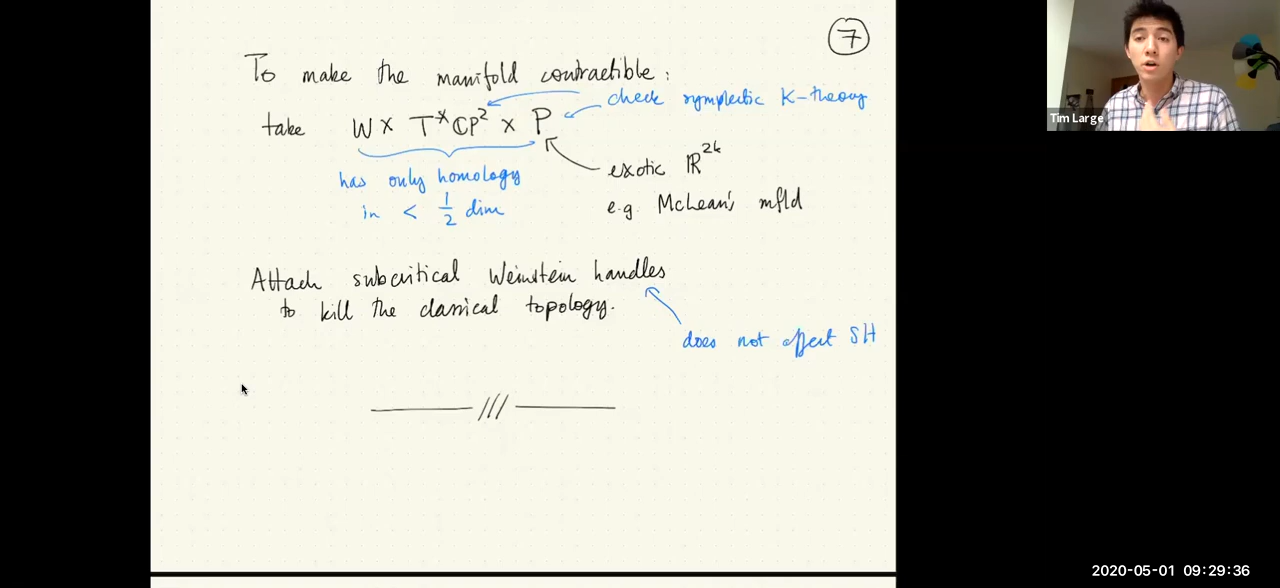 7
To make the manifold contractible:
check symplectic K-theory
take W × T*ℂP² × P
exotic ℝ²ᵏ
has only homology
in < 1/2 dim
e.g. McLean's mfld
Attach subcritical Weinstein handles
to kill the classical topology.
does not affect SH
Tim Large
2020-05-01 09:29:36